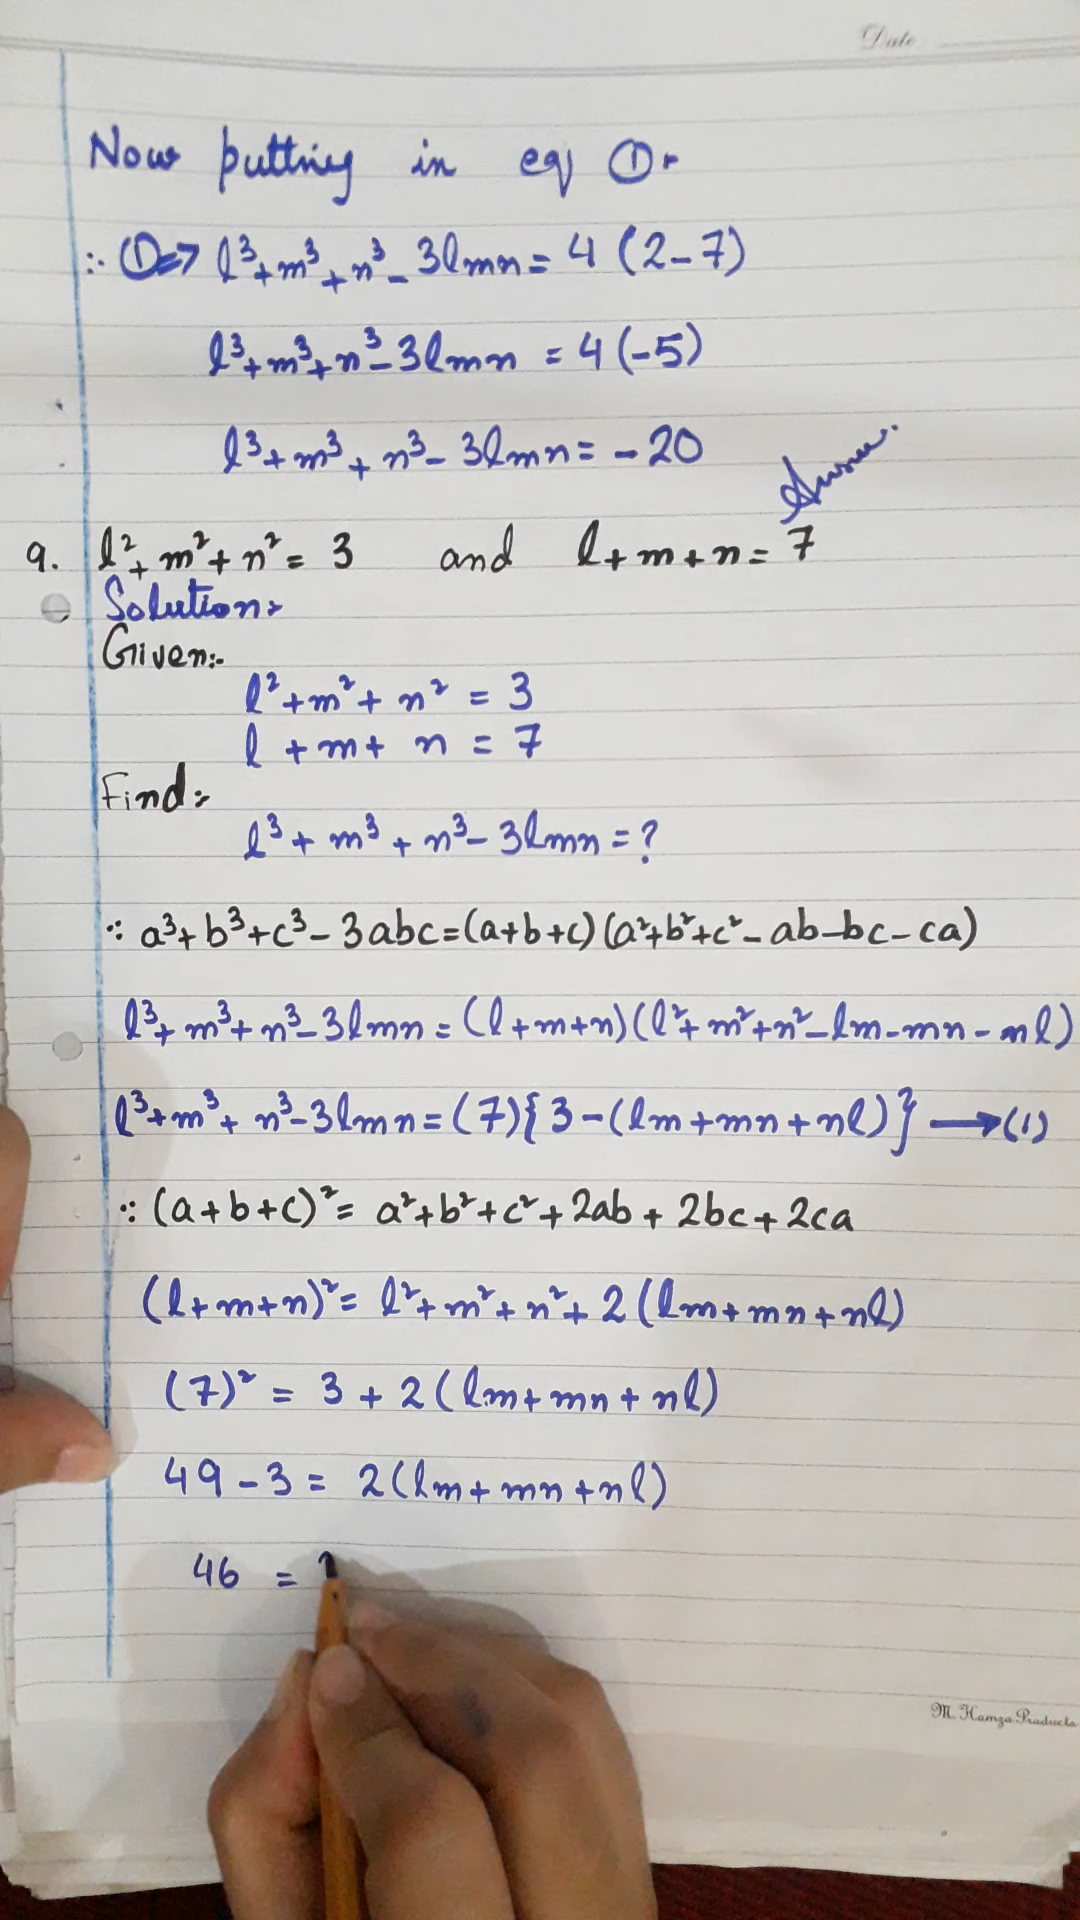 Date
Now putting in eq ①:-
∴ ①=> l³+m³+n³-3lmn = 4 (2-7)
l³+m³+n³-3lmn = 4 (-5)
l³+m³+n³-3lmn = -20
Answer.
9. l²+m²+n² = 3 and l+m+n = 7
Solution:-
Given:-
l²+m²+n² = 3
l+m+n = 7
Find:-
l³+m³+n³-3lmn = ?
∵ a³+b³+c³-3abc=(a+b+c)(a²+b²+c²-ab-bc-ca)
l³+m³+n³-3lmn=(l+m+n)(l²+m²+n²-lm-mn-nl)
l³+m³+n³-3lmn=(7){3-(lm+mn+nl)} ⟶(1)
∵ (a+b+c)² = a²+b²+c²+2ab+2bc+2ca
(l+m+n)² = l²+m²+n²+2(lm+mn+nl)
(7)² = 3+2(lm+mn+nl)
49-3 = 2(lm+mn+nl)
46 =
M. Hamza Products